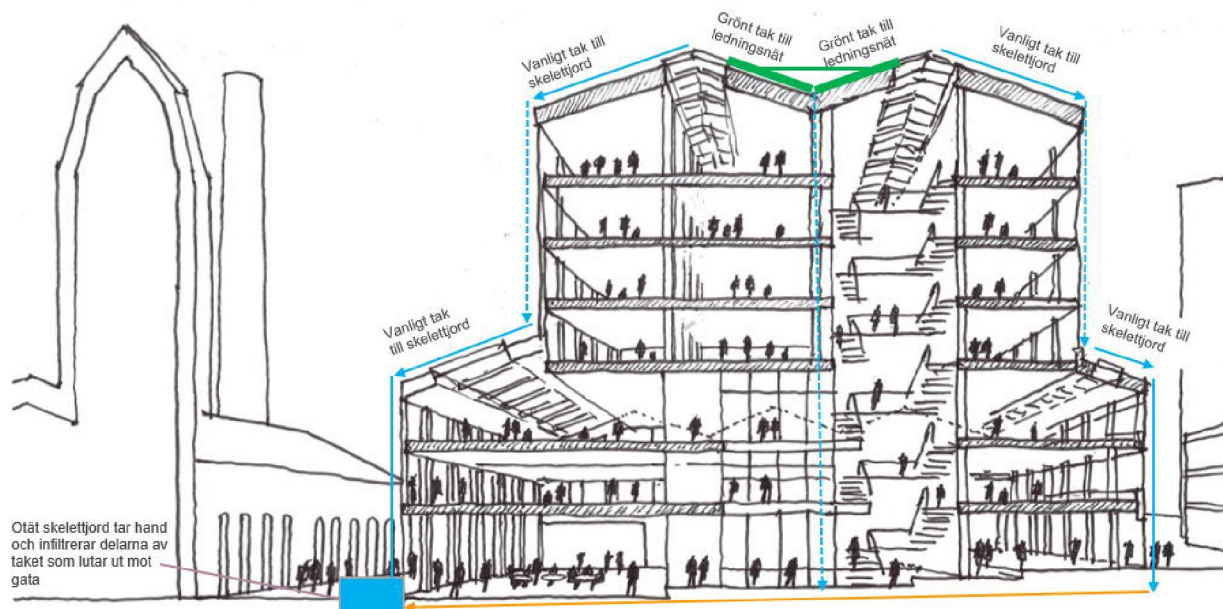 Vanligt tak till
skelettjord
Grönt tak till
ledningsnät
Grönt tak till
ledningsnät
Vanligt tak till
skelettjord
Vanligt tak
till skelettjord
Vanligt tak till
skelettjord
Otät skelettjord tar hand
och infiltrerar delarna av
taket som lutar ut mot
gata